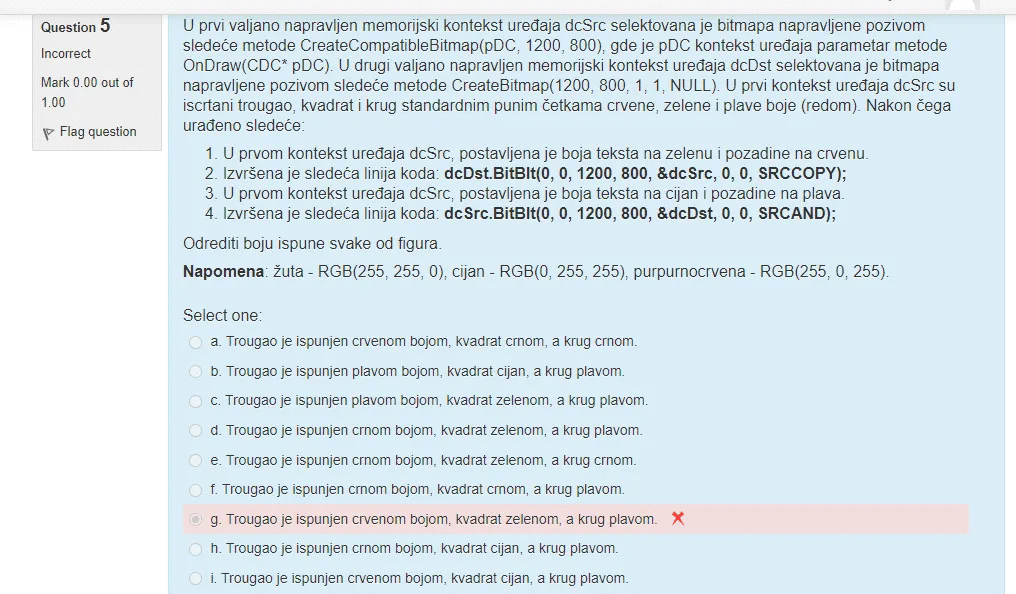 Question 5
Incorrect
Mark 0.00 out of
1.00
Flag question
U prvi valjano napravljen memorijski kontekst uređaja dcSrc selektovana je bitmapa napravljene pozivom
sledeće metode CreateCompatibleBitmap(pDC, 1200, 800), gde je pDC kontekst uređaja parametar metode
OnDraw(CDC* pDC). U drugi valjano napravljen memorijski kontekst uređaja dcDst selektovana je bitmapa
napravljene pozivom sledeće metode CreateBitmap(1200, 800, 1, 1, NULL). U prvi kontekst uređaja dcSrc su
iscrtani trougao, kvadrat i krug standardnim punim četkama crvene, zelene i plave boje (redom). Nakon čega
urađeno sledeće:
1. U prvom kontekst uređaja dcSrc, postavljena je boja teksta na zelenu i pozadine na crvenu.
2. Izvršena je sledeća linija koda: dcDst.BitBlt(0, 0, 1200, 800, &dcSrc, 0, 0, SRCCOPY);
3. U prvom kontekst uređaja dcSrc, postavljena je boja teksta na cijan i pozadine na plava.
4. Izvršena je sledeća linija koda: dcSrc.BitBlt(0, 0, 1200, 800, &dcDst, 0, 0, SRCAND);
Odrediti boju ispune svake od figura.
Napomena: žuta - RGB(255, 255, 0), cijan - RGB(0, 255, 255), purpurnocrvena - RGB(255, 0, 255).
Select one:
a. Trougao je ispunjen crvenom bojom, kvadrat crnom, a krug crnom.
b. Trougao je ispunjen plavom bojom, kvadrat cijan, a krug plavom.
c. Trougao je ispunjen plavom bojom, kvadrat zelenom, a krug plavom.
d. Trougao je ispunjen crnom bojom, kvadrat zelenom, a krug plavom.
e. Trougao je ispunjen crnom bojom, kvadrat zelenom, a krug crnom.
f. Trougao je ispunjen crnom bojom, kvadrat crnom, a krug plavom.
g. Trougao je ispunjen crvenom bojom, kvadrat zelenom, a krug plavom.
h. Trougao je ispunjen crnom bojom, kvadrat cijan, a krug plavom.
i. Trougao je ispunjen crvenom bojom, kvadrat cijan, a krug plavom.